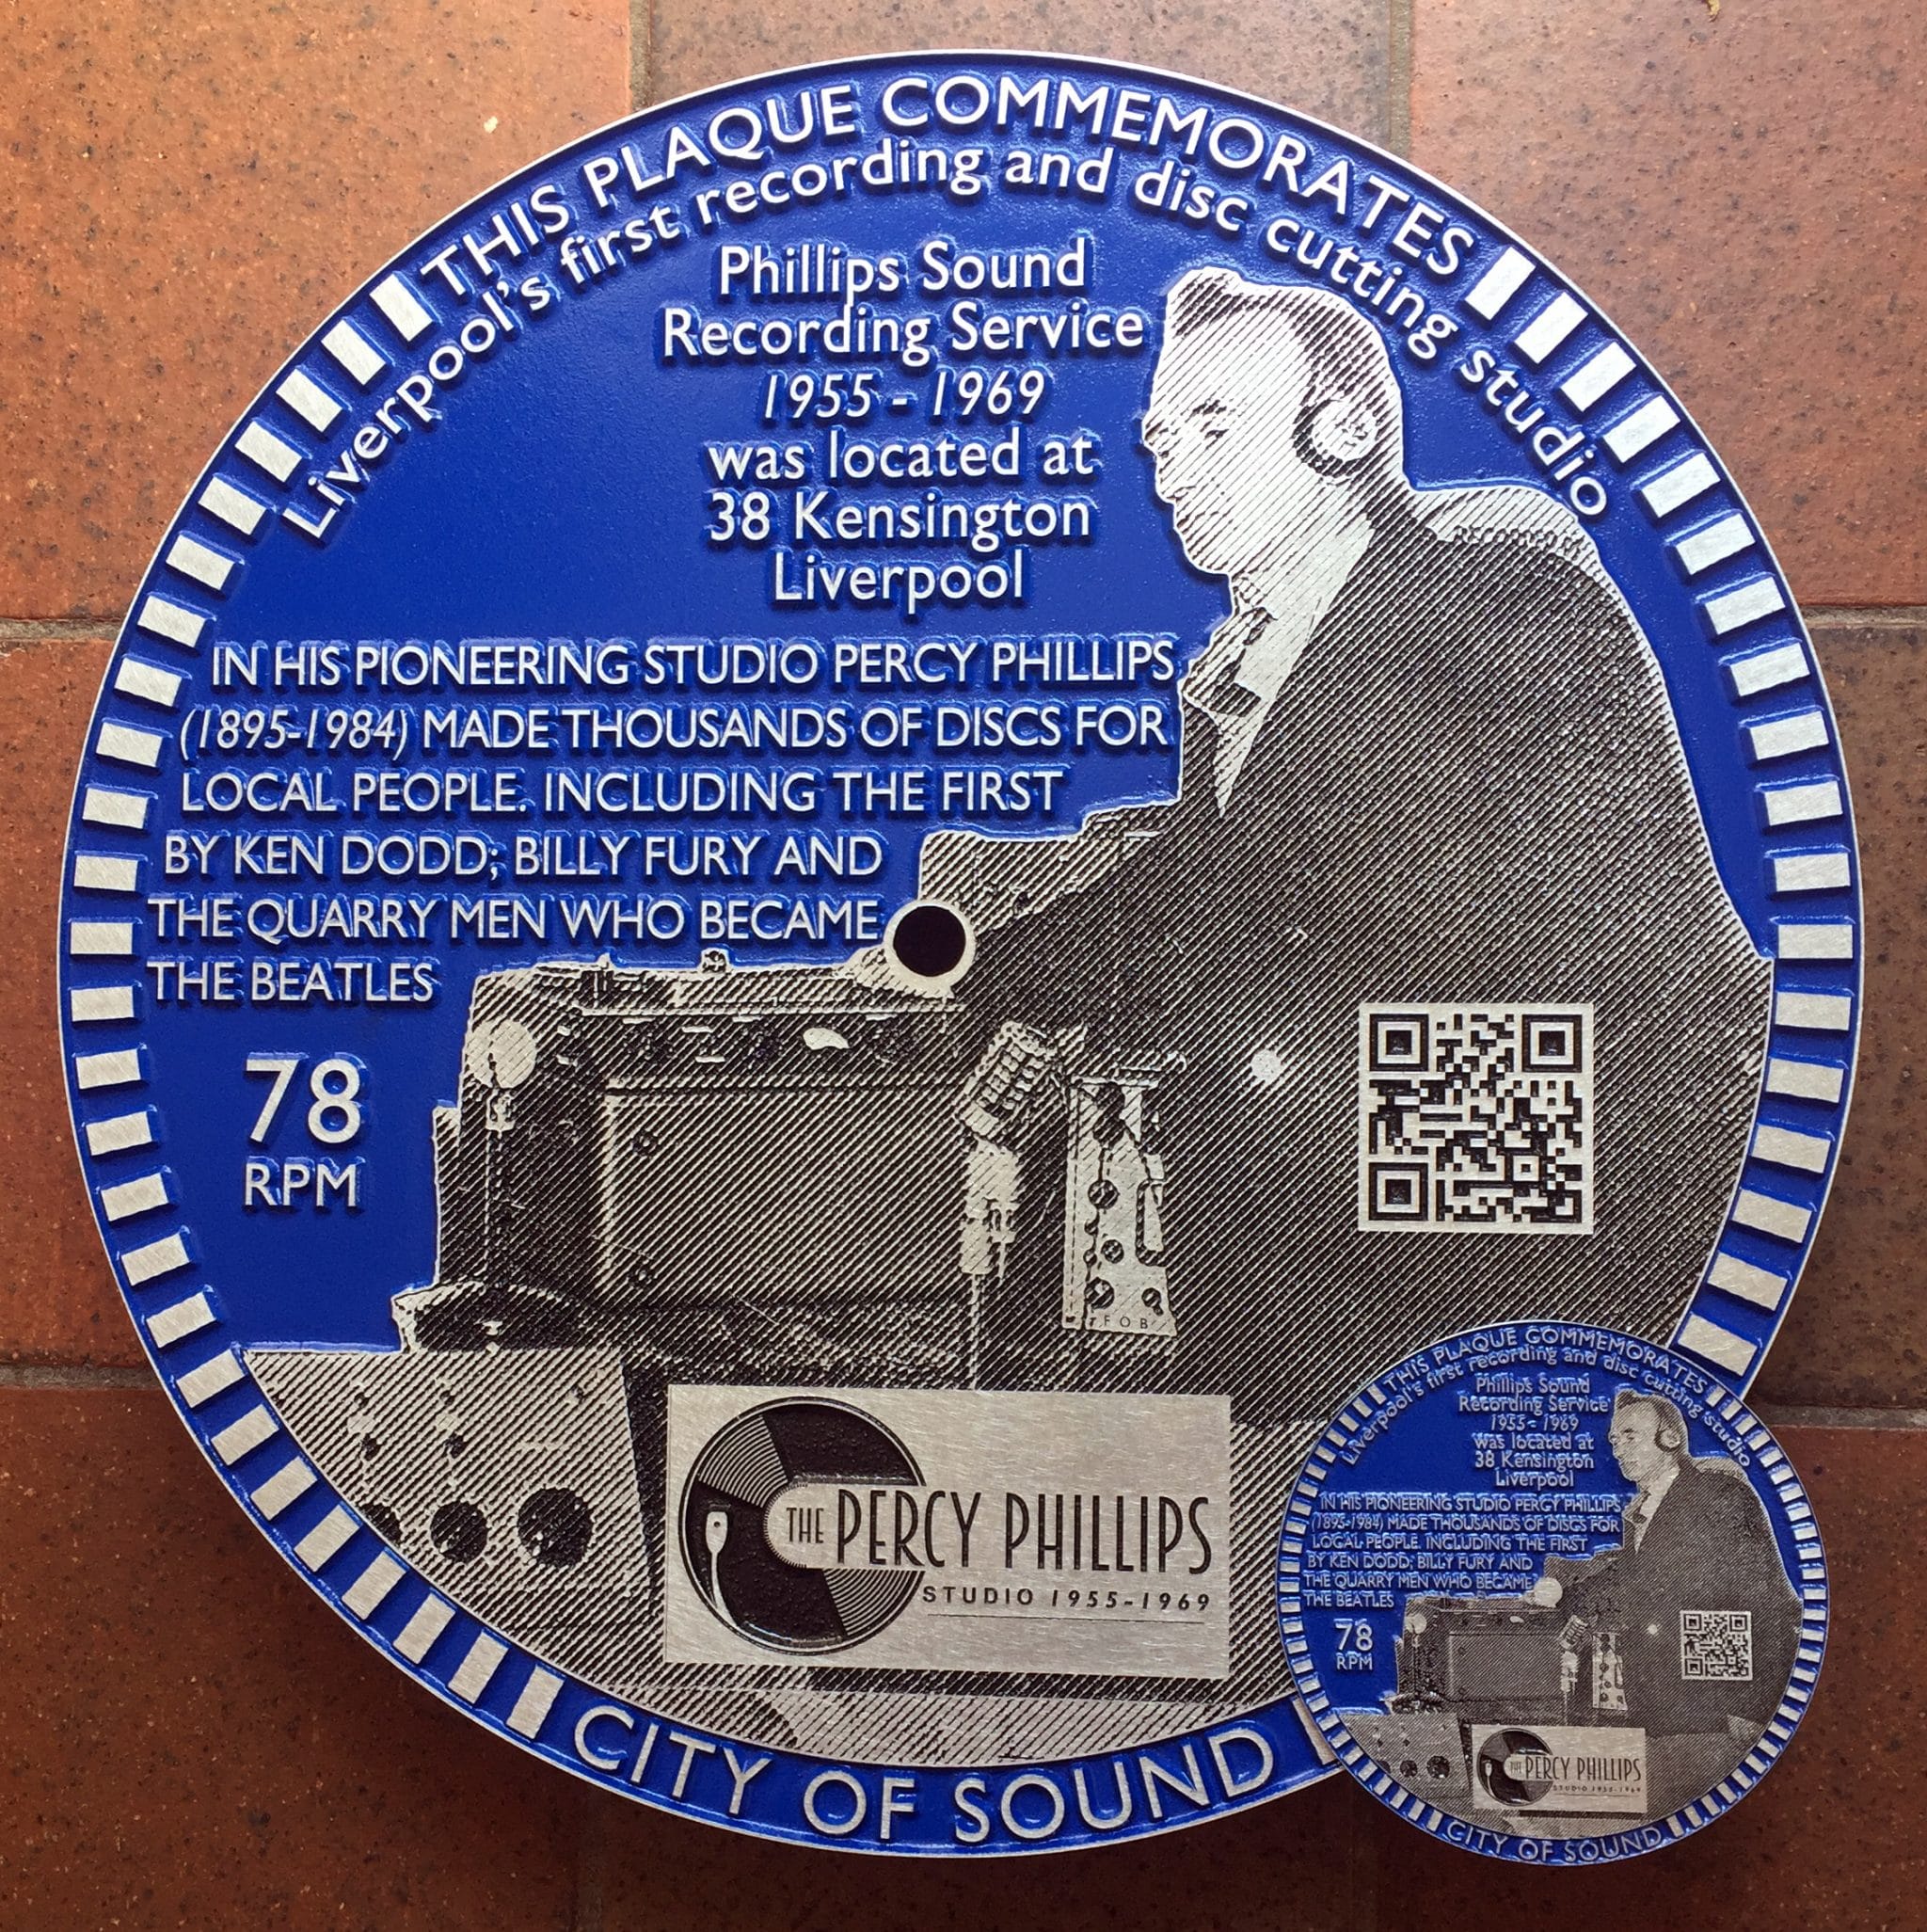 THIS PLAQUE COMMEMORATES
Liverpool's first recording and disc cutting studio
Phillips Sound
Recording Service
1955 - 1969
was located at
38 Kensington
Liverpool
IN HIS PIONEERING STUDIO PERCY PHILLIPS
(1895-1984) MADE THOUSANDS OF DISCS FOR
LOCAL PEOPLE. INCLUDING THE FIRST
BY KEN DODD; BILLY FURY AND
THE QUARRY MEN WHO BECAME
THE BEATLES
78
RPM
FOB
THE PERCY PHILLIPS
STUDIO 1955-1969
CITY OF SOUND
THIS PLAQUE COMMEMORATES
Liverpool's first recording and disc cutting studio
Phillips Sound
Recording Service
1955 - 1969
was located at
38 Kensington
Liverpool
IN HIS PIONEERING STUDIO PERCY PHILLIPS
(1895-1984) MADE THOUSANDS OF DISCS FOR
LOCAL PEOPLE. INCLUDING THE FIRST
BY KEN DODD; BILLY FURY AND
THE QUARRY MEN WHO BECAME
THE BEATLES
78
RPM
THE PERCY PHILLIPS
STUDIO 1955-1969
CITY OF SOUND